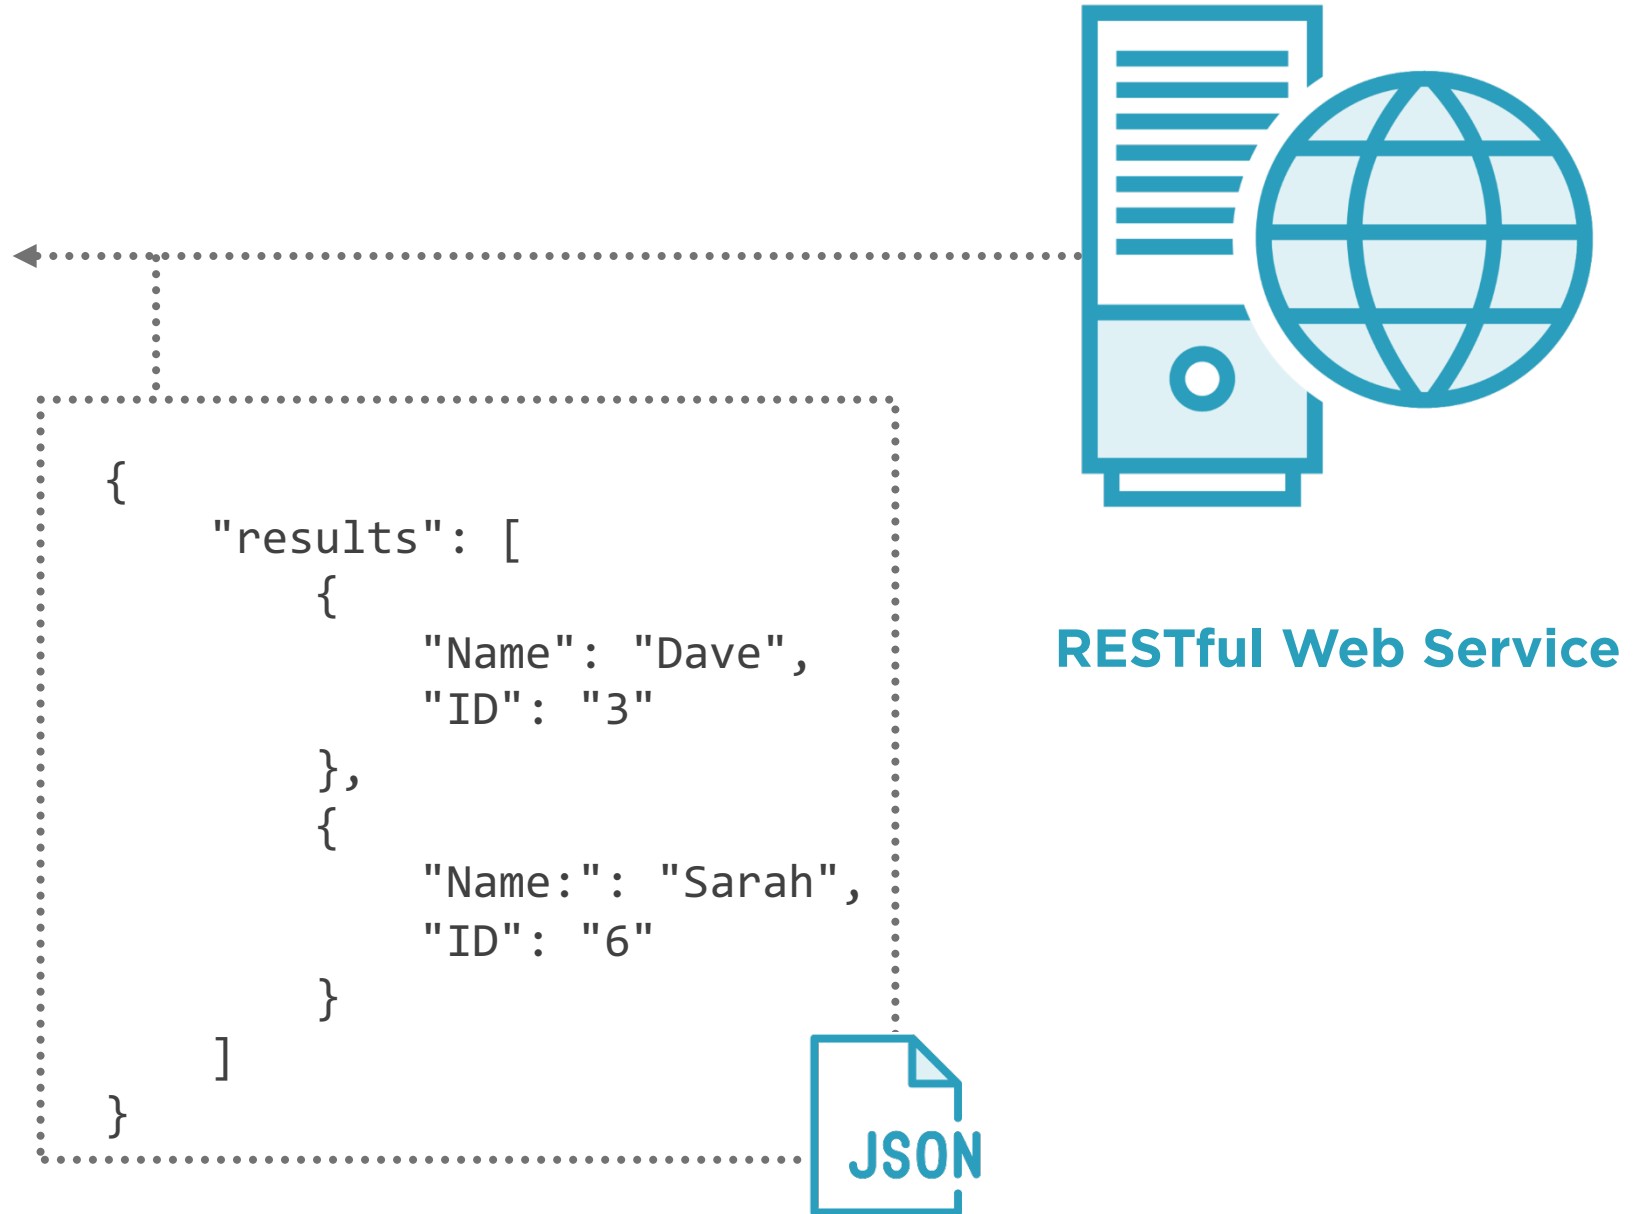 {
"results": [
{
"Name": "Dave",
"ID": "3"
},
{
"Name:": "Sarah",
"ID": "6"
}
]
}
JSON
RESTful Web Service